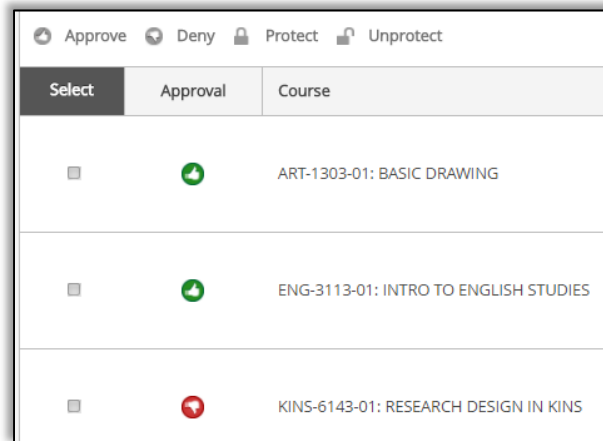 Approve Deny Protect Unprotect
Select Approval Course
ART-1303-01: BASIC DRAWING
ENG-3113-01: INTRO TO ENGLISH STUDIES
KINS-6143-01: RESEARCH DESIGN IN KINS